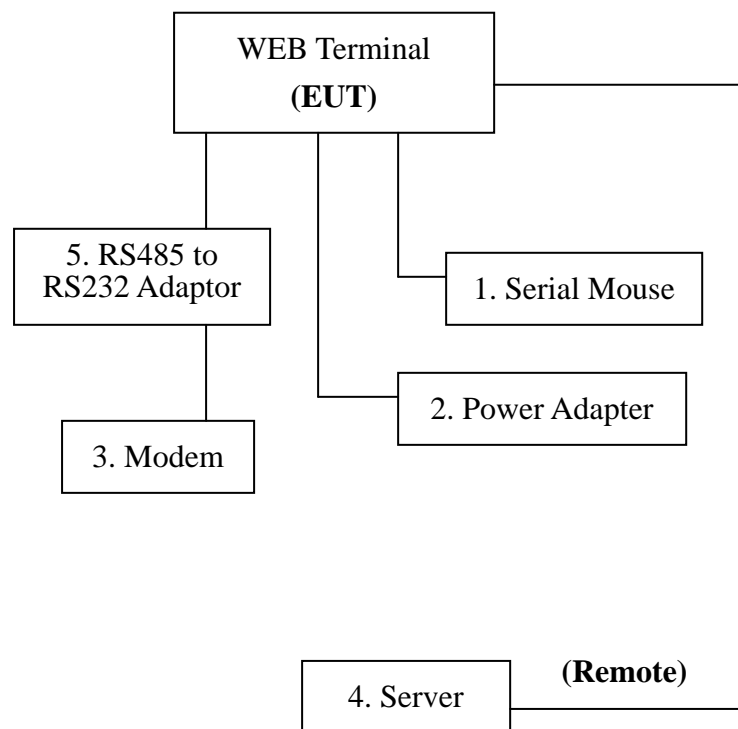 WEB Terminal
(EUT)
5. RS485 to
RS232 Adaptor
1. Serial Mouse
2. Power Adapter
3. Modem
(Remote)
4. Server